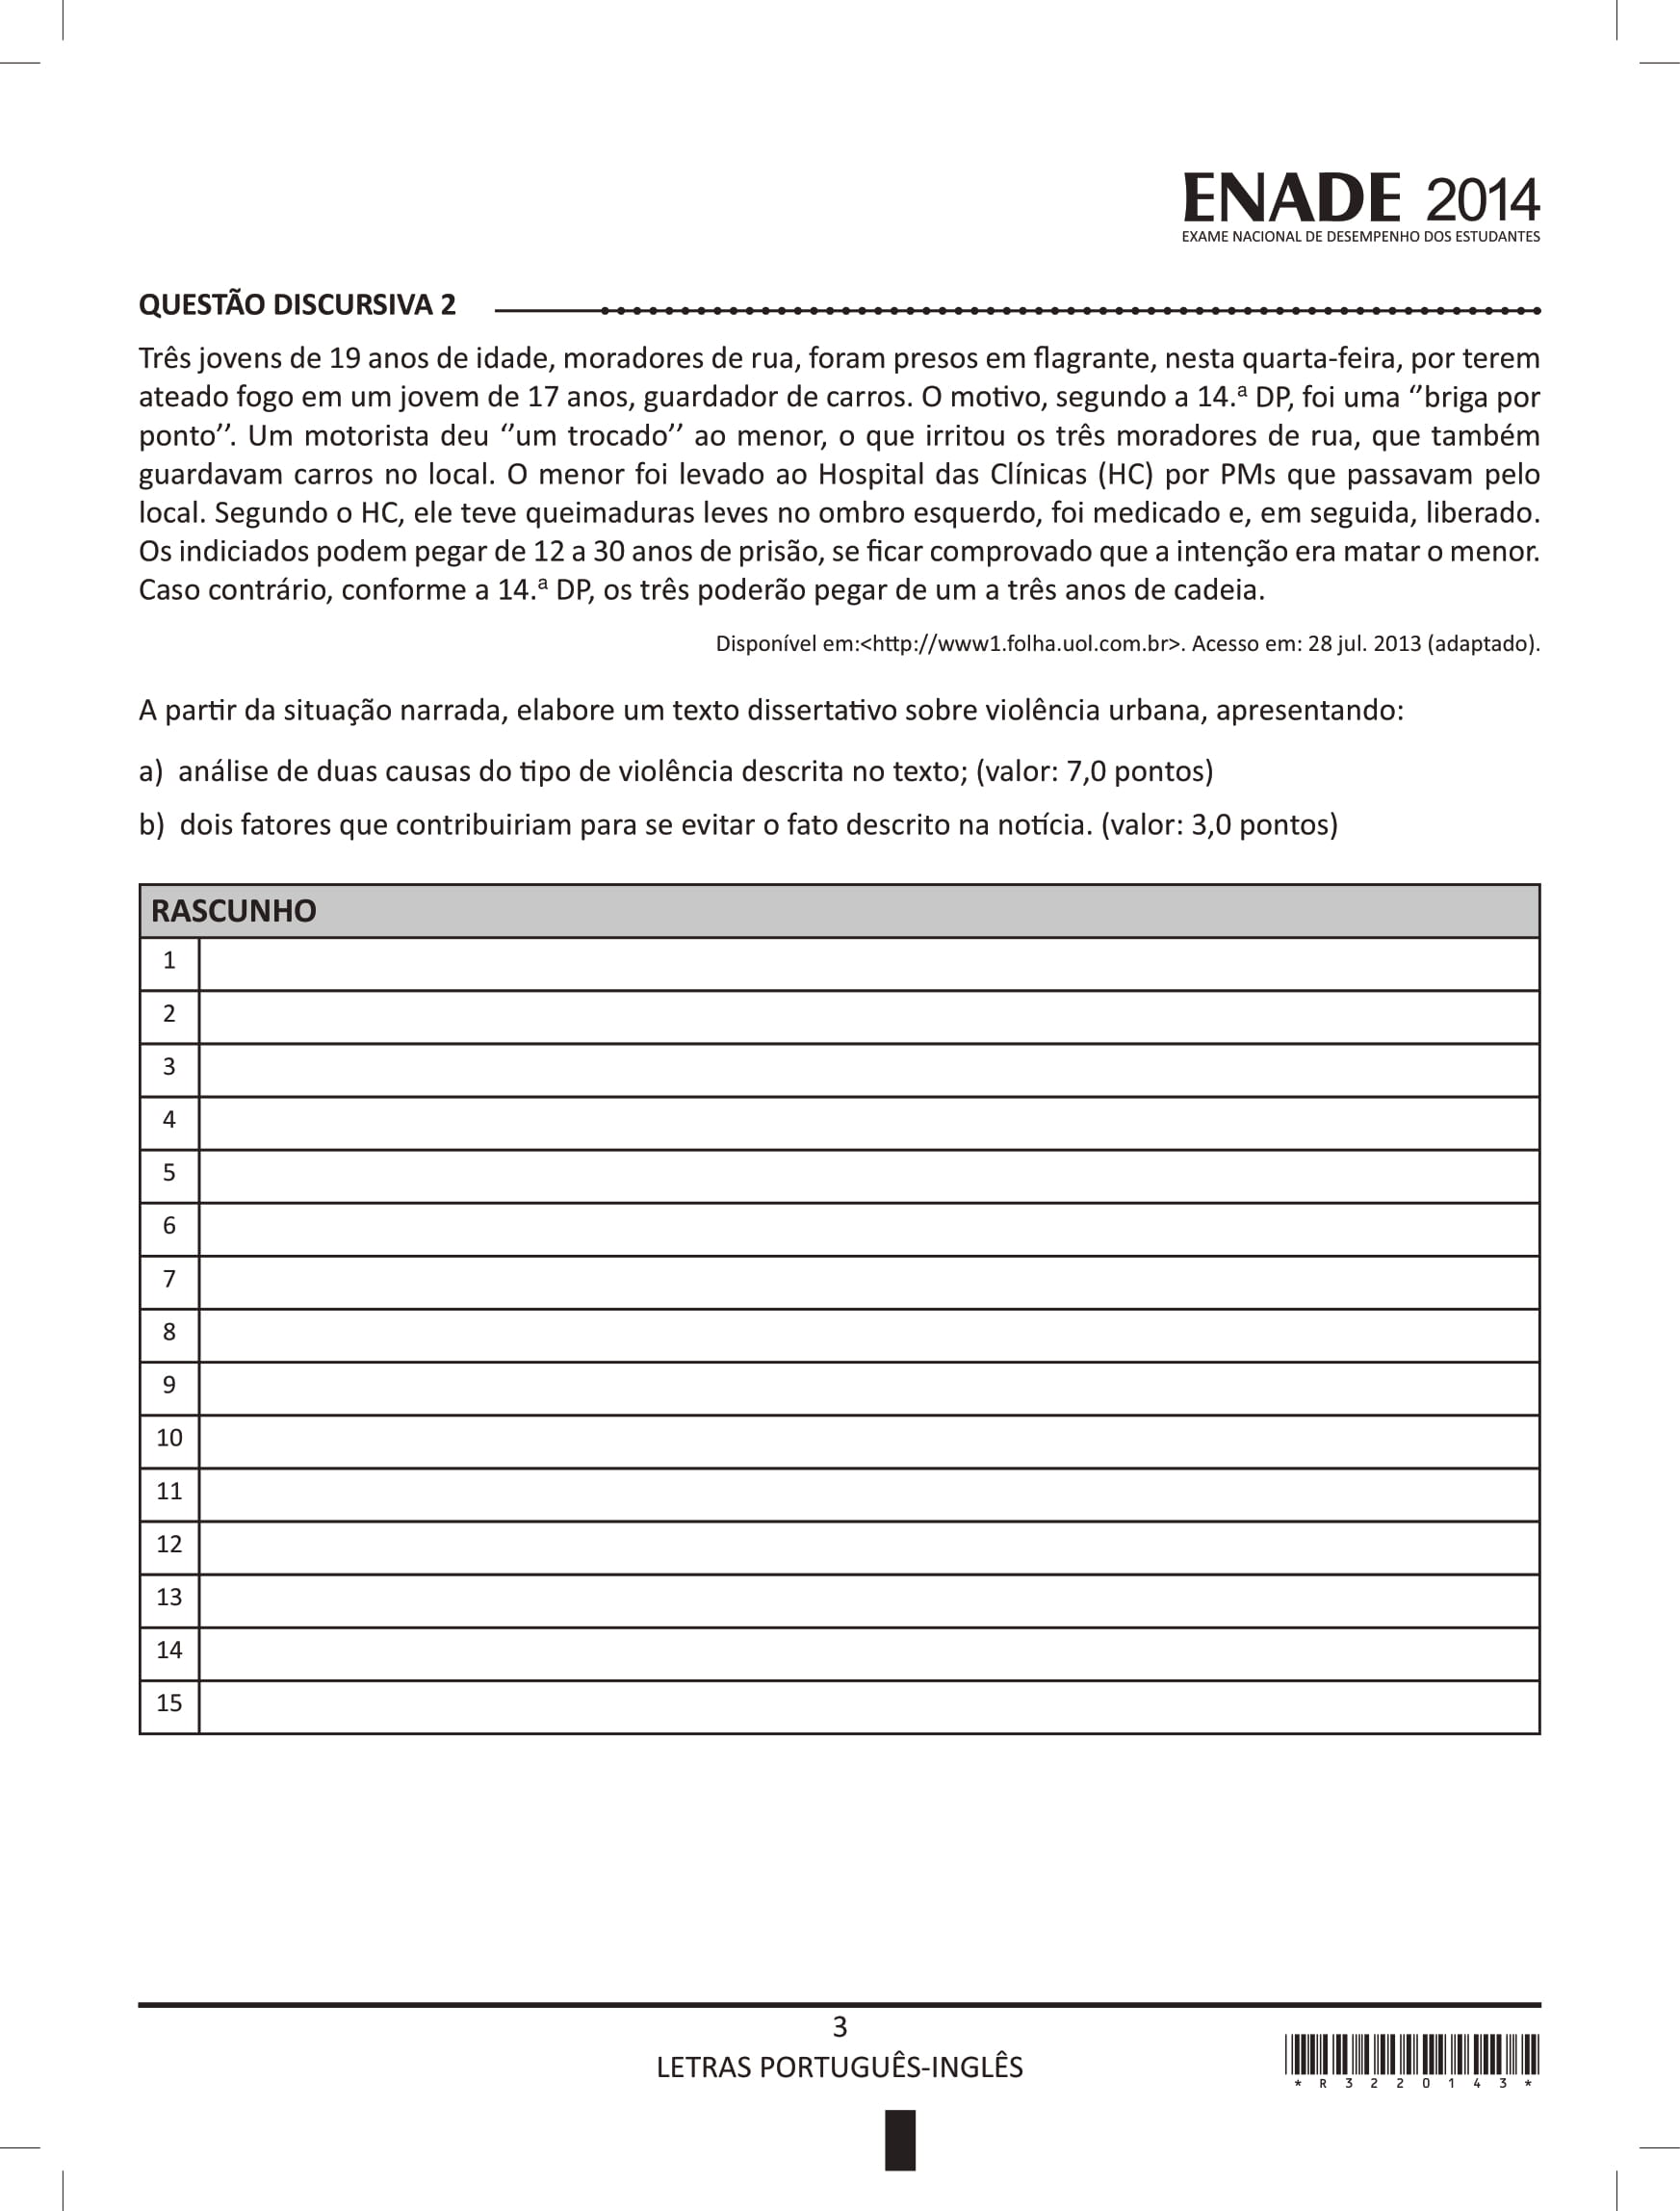 ENADE 2014
EXAME NACIONAL DE DESEMPENHO DOS ESTUDANTES
QUESTÃO DISCURSIVA 2
Três jovens de 19 anos de idade, moradores de rua, foram presos em flagrante, nesta quarta-feira, por terem
ateado fogo em um jovem de 17 anos, guardador de carros. O motivo, segundo a 14.ª DP, foi uma ‘’briga por
ponto’’. Um motorista deu ‘’um trocado’’ ao menor, o que irritou os três moradores de rua, que também
guardavam carros no local. O menor foi levado ao Hospital das Clínicas (HC) por PMs que passavam pelo
local. Segundo o HC, ele teve queimaduras leves no ombro esquerdo, foi medicado e, em seguida, liberado.
Os indiciados podem pegar de 12 a 30 anos de prisão, se ficar comprovado que a intenção era matar o menor.
Caso contrário, conforme a 14.ª DP, os três poderão pegar de um a três anos de cadeia.
Disponível em:<http://www1.folha.uol.com.br>. Acesso em: 28 jul. 2013 (adaptado).
A partir da situação narrada, elabore um texto dissertativo sobre violência urbana, apresentando:
a) análise de duas causas do tipo de violência descrita no texto; (valor: 7,0 pontos)
b) dois fatores que contribuiriam para se evitar o fato descrito na notícia. (valor: 3,0 pontos)
RASCUNHO
1
2
3
4
5
6
7
8
9
10
11
12
13
14
15
3
LETRAS PORTUGUÊS-INGLÊS
* R 3 2 2 0 1 4 3 *